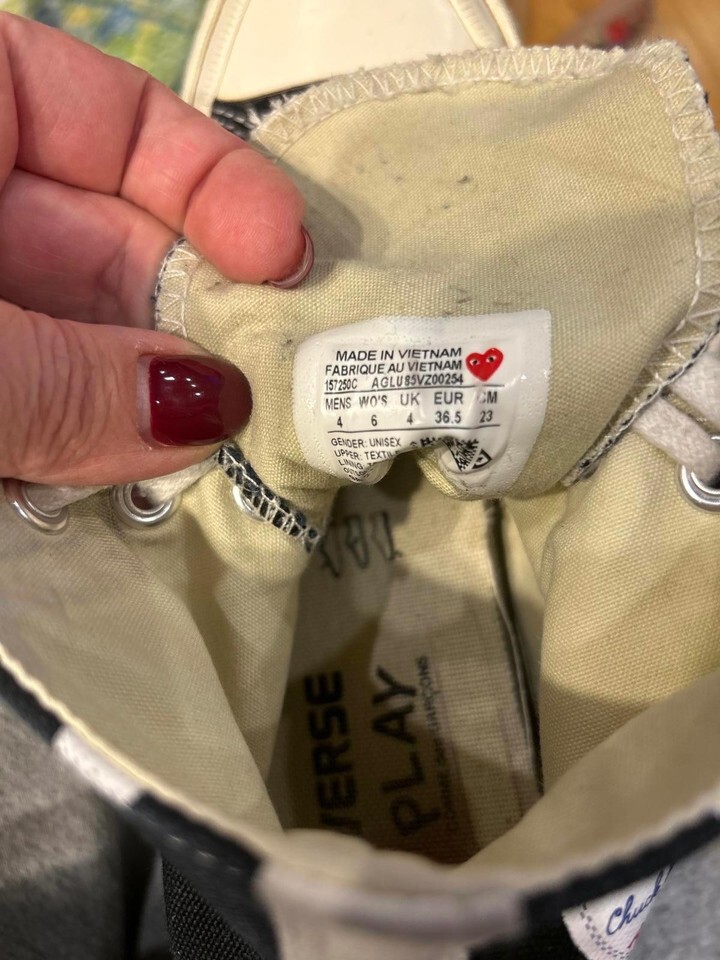 MADE IN VIETNAM
FABRIQUE AU VIETNAM
157250C AGLU85VZ00254
MENS WO'S UK EUR CM
4 6 4 36.5 23
GENDER: UNISEX
UPPER: TEXTILE
VERSE
PLAY
Chuck